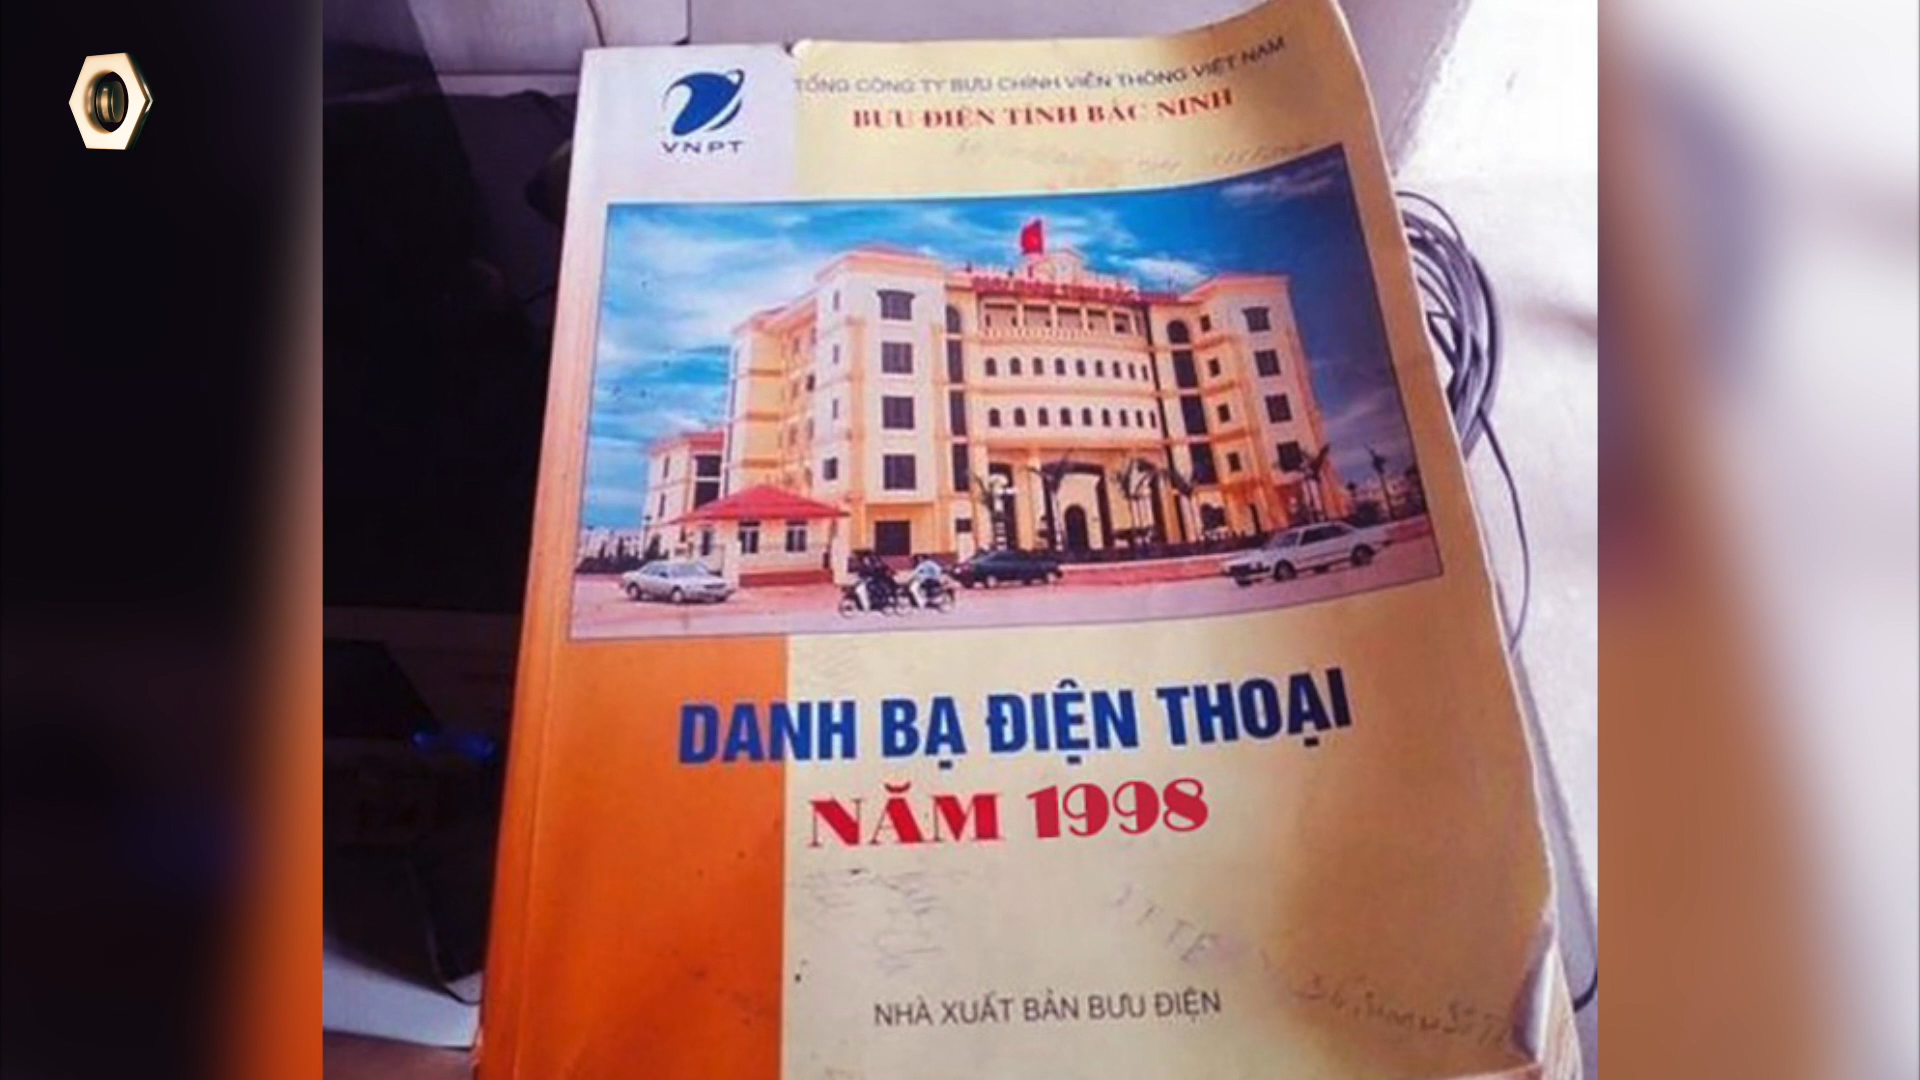 VNPT
TỔNG CÔNG TY BƯU CHÍNH VIỄN THÔNG VIỆT NAM
BƯU ĐIỆN TỈNH BẮC NINH
DANH BẠ ĐIỆN THOẠI
NĂM 1998
NHÀ XUẤT BẢN BƯU ĐIỆN